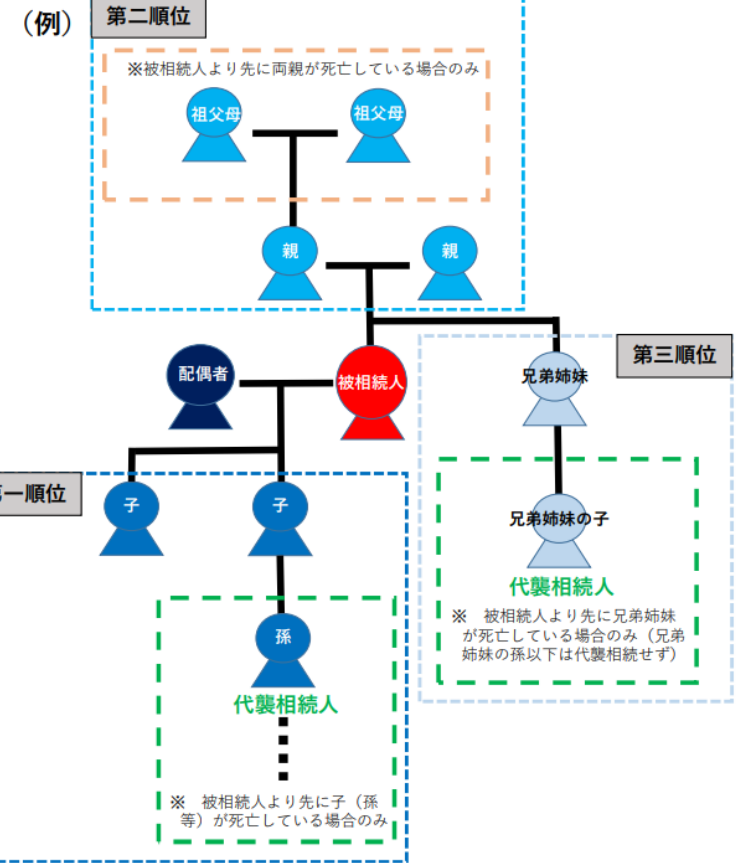 （例）
第二順位
※被相続人より先に両親が死亡している場合のみ
祖父母
祖父母
親
親
第三順位
配偶者
被相続人
兄弟姉妹
一順位
子
子
兄弟姉妹の子
代襲相続人
※　被相続人より先に兄弟姉妹
が死亡している場合のみ（兄弟
姉妹の孫以下は代襲相続せず）
孫
代襲相続人
※　被相続人より先に子（孫
等）が死亡している場合のみ